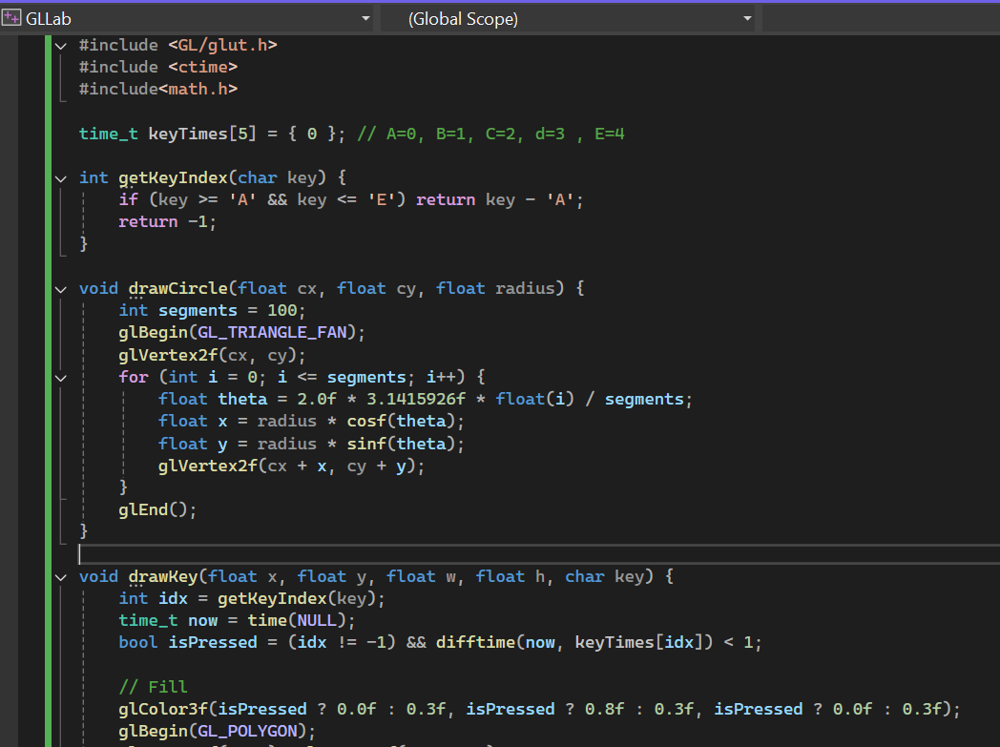 GLLab (Global Scope)
#include <GL/glut.h>
#include <ctime>
#include<math.h>
time_t keyTimes[5] = { 0 }; // A=0, B=1, C=2, d=3 , E=4
int getKeyIndex(char key) {
if (key >= 'A' && key <= 'E') return key - 'A';
return -1;
}
void drawCircle(float cx, float cy, float radius) {
int segments = 100;
glBegin(GL_TRIANGLE_FAN);
glVertex2f(cx, cy);
for (int i = 0; i <= segments; i++) {
float theta = 2.0f * 3.1415926f * float(i) / segments;
float x = radius * cosf(theta);
float y = radius * sinf(theta);
glVertex2f(cx + x, cy + y);
}
glEnd();
}
void drawKey(float x, float y, float w, float h, char key) {
int idx = getKeyIndex(key);
time_t now = time(NULL);
bool isPressed = (idx != -1) && difftime(now, keyTimes[idx]) < 1;
// Fill
glColor3f(isPressed ? 0.0f : 0.3f, isPressed ? 0.8f : 0.3f, isPressed ? 0.0f : 0.3f);
glBegin(GL_POLYGON);